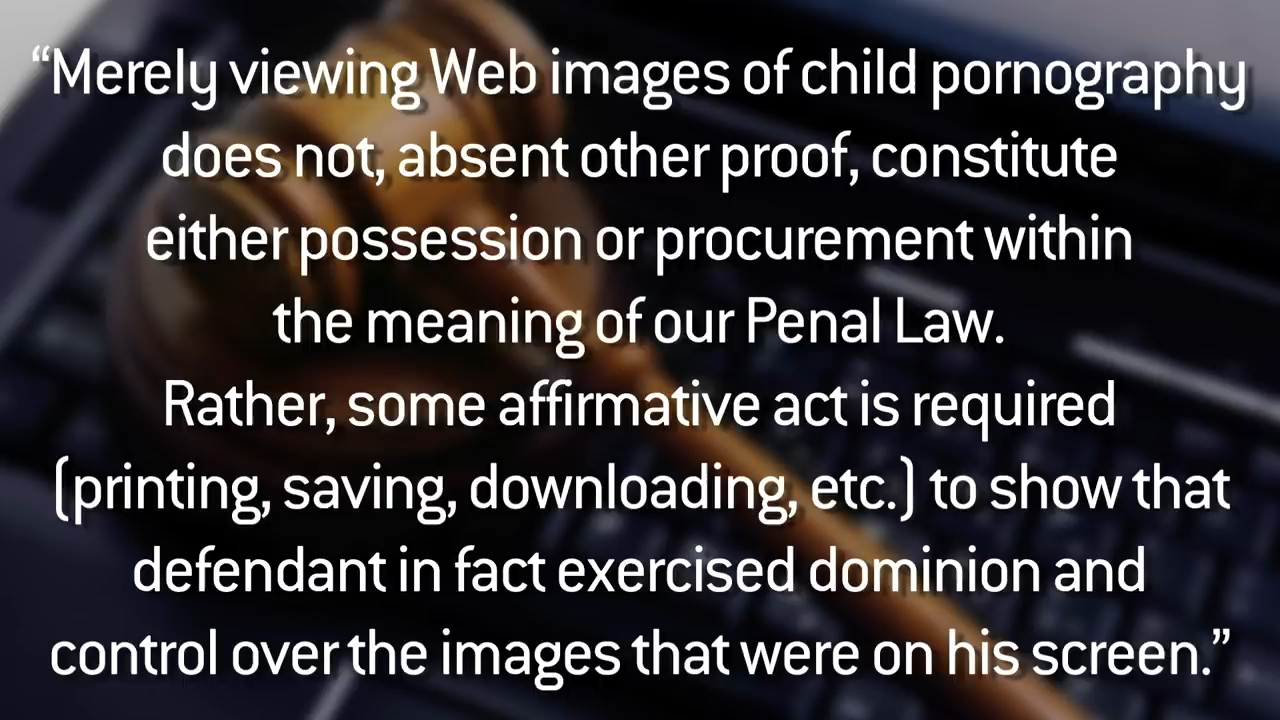 “Merely viewing Web images of child pornography
does not, absent other proof, constitute
either possession or procurement within
the meaning of our Penal Law.
Rather, some affirmative act is required
(printing, saving, downloading, etc.) to show that
defendant in fact exercised dominion and
control over the images that were on his screen.”